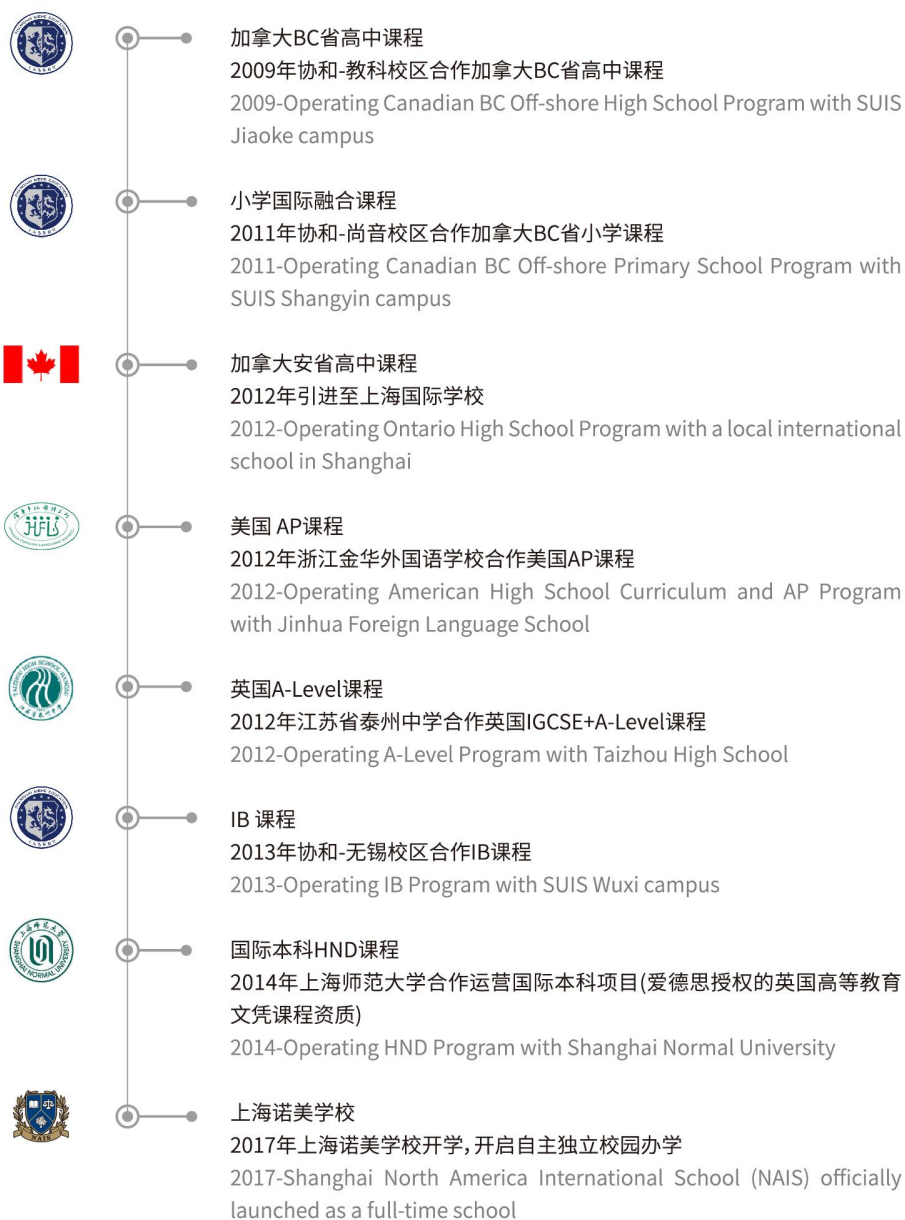 加拿大BC省高中课程
2009年协和-教科校区合作加拿大BC省高中课程
2009-Operating Canadian BC Off-shore High School Program with SUIS
Jiaoke campus
小学国际融合课程
2011年协和-尚音校区合作加拿大BC省小学课程
2011-Operating Canadian BC Off-shore Primary School Program with
SUIS Shangyin campus
加拿大安省高中课程
2012年引进至上海国际学校
2012-Operating Ontario High School Program with a local international
school in Shanghai
HFLS
美国 AP课程
2012年浙江金华外国语学校合作美国AP课程
2012-Operating American High School Curriculum and AP Program
with Jinhua Foreign Language School
英国A-Level课程
2012年江苏省泰州中学合作英国IGCSE+A-Level课程
2012-Operating A-Level Program with Taizhou High School
IB 课程
2013年协和-无锡校区合作IB课程
2013-Operating IB Program with SUIS Wuxi campus
上海师范大学
SHANGHAI NORMAL UNIVERSITY
国际本科HND课程
2014年上海师范大学合作运营国际本科项目(爱德思授权的英国高等教育
文凭课程资质)
2014-Operating HND Program with Shanghai Normal University
NAIS
上海诺美学校
2017年上海诺美学校开学，开启自主独立校园办学
2017-Shanghai North America International School (NAIS) officially
launched as a full-time school